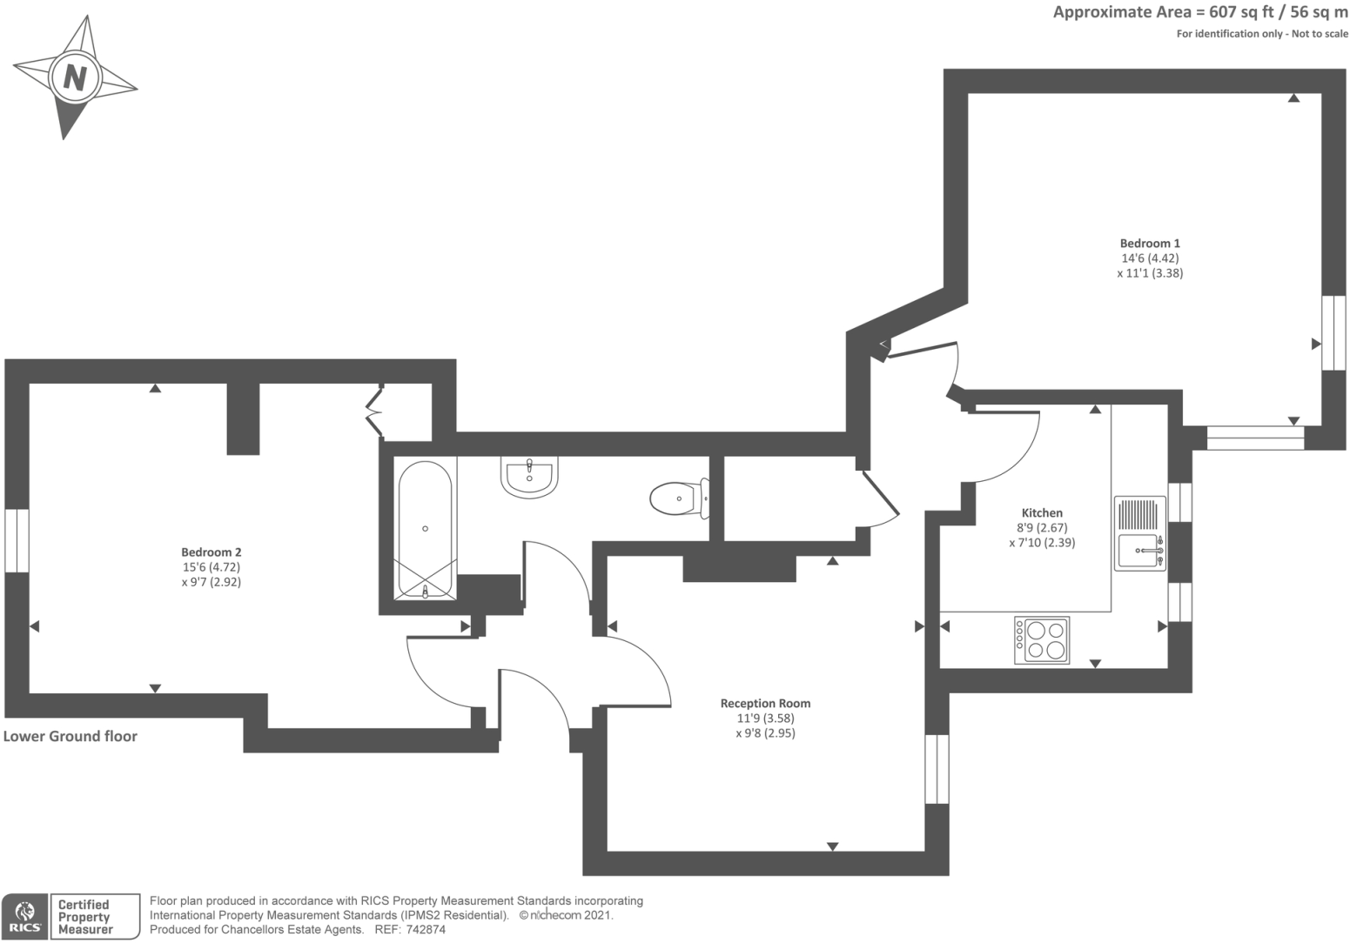 Approximate Area = 607 sq ft / 56 sq m
For identification only - Not to scale
N
Bedroom 1
14'6 (4.42)
x 11'1 (3.38)
Kitchen
8'9 (2.67)
x 7'10 (2.39)
Bedroom 2
15'6 (4.72)
x 9'7 (2.92)
Reception Room
11'9 (3.58)
x 9'8 (2.95)
Lower Ground floor
RICS
Certified
Property
Measurer
Floor plan produced in accordance with RICS Property Measurement Standards incorporating
International Property Measurement Standards (IPMS2 Residential). © nichecom 2021.
Produced for Chancellors Estate Agents. REF: 742874